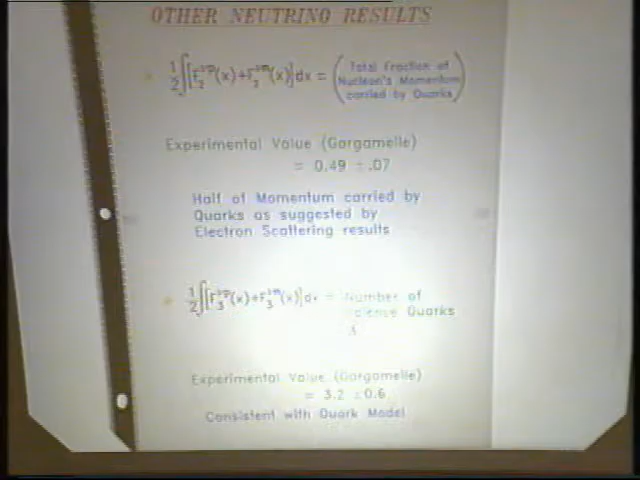 OTHER NEUTRINO RESULTS
1/2 ∫[F₂^νp(x)+F₂^νn(x)]dx = (Total Fraction of
Nucleon's Momentum
carried by Quarks)
Experimental Value (Gargamelle)
= 0.49 ± .07
Half of Momentum carried by
Quarks as suggested by
Electron Scattering results
1/2 ∫[F₃^νp(x)+F₃^νn(x)]dx = Number of
Valence Quarks
3
Experimental Value (Gargamelle)
= 3.2 ± 0.6
Consistent with Quark Model